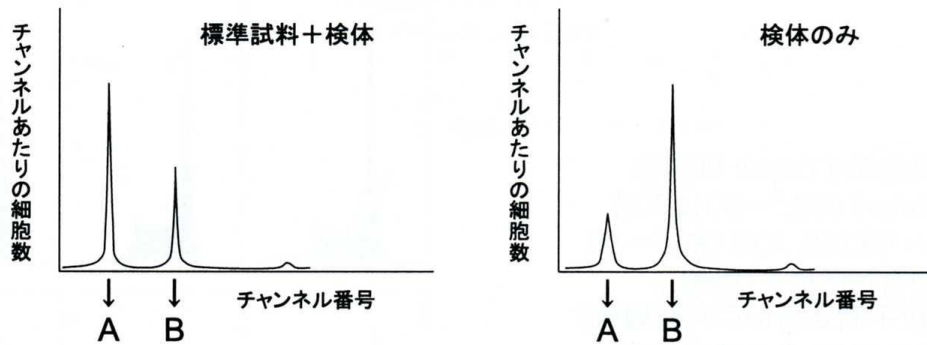 標準試料＋検体
チャンネルあたりの細胞数
チャンネル番号
A
B
検体のみ
チャンネルあたりの細胞数
チャンネル番号
A
B